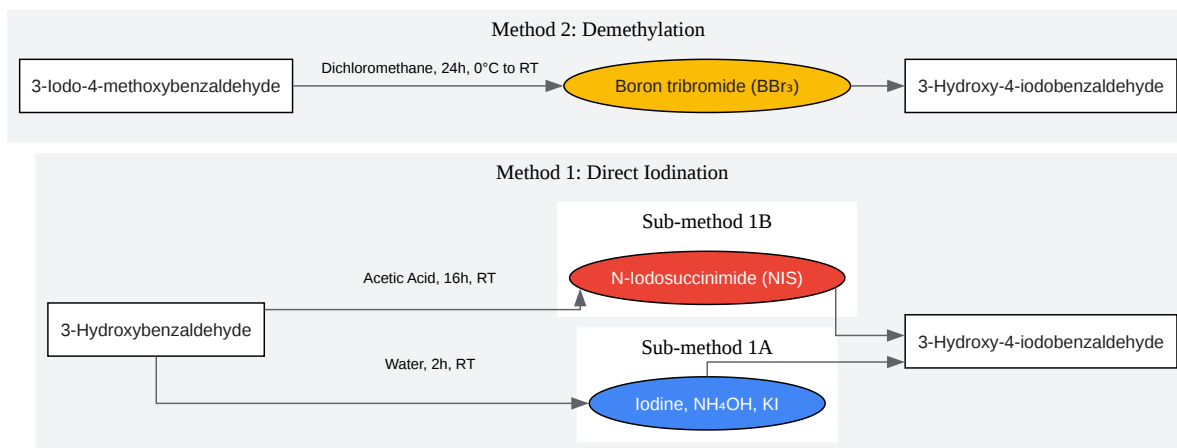 Method 2: Demethylation
Dichloromethane, 24h, 0°C to RT
3-Iodo-4-methoxybenzaldehyde
Boron tribromide (BBr₃)
3-Hydroxy-4-iodobenzaldehyde
Method 1: Direct Iodination
Sub-method 1B
Acetic Acid, 16h, RT
N-Iodosuccinimide (NIS)
3-Hydroxybenzaldehyde
3-Hydroxy-4-iodobenzaldehyde
Sub-method 1A
Water, 2h, RT
Iodine, NH₄OH, KI